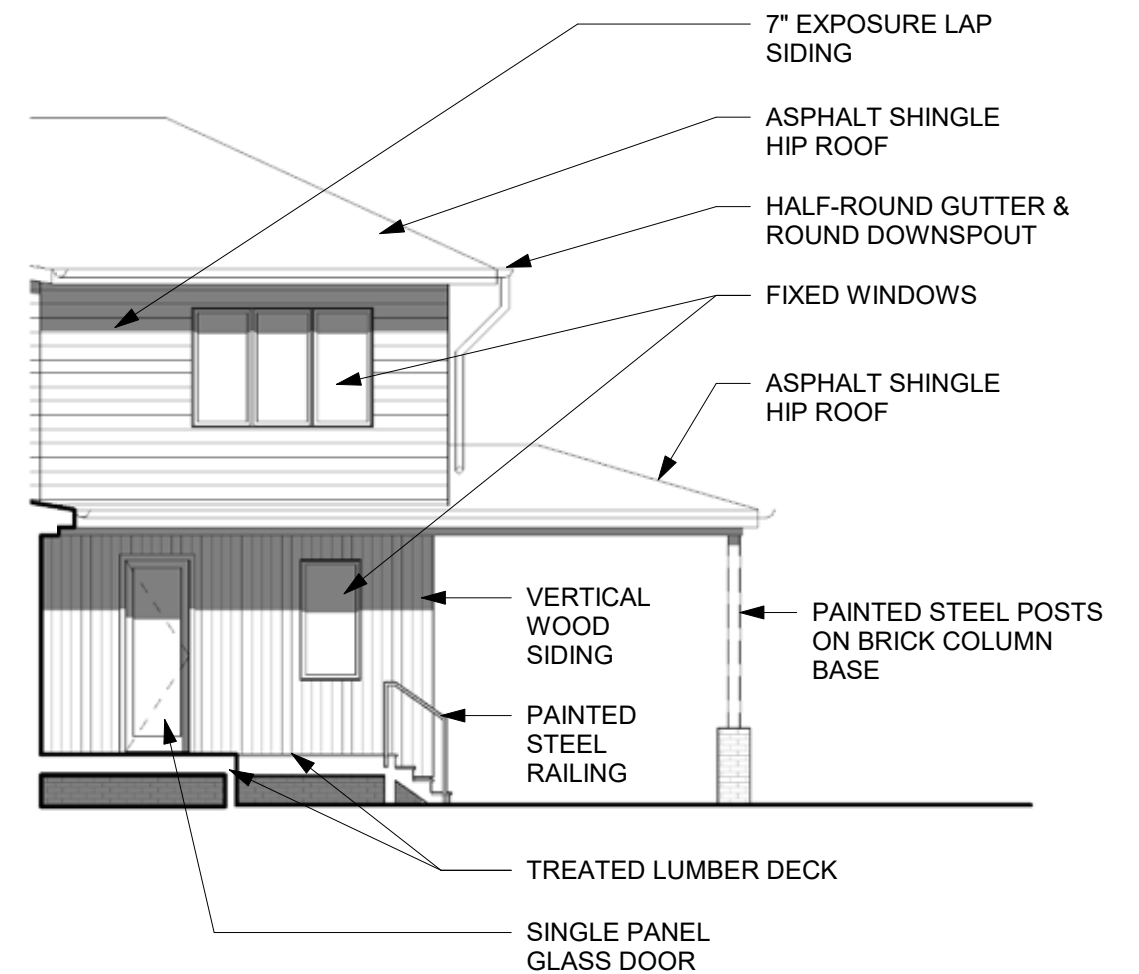 7" EXPOSURE LAP
SIDING
ASPHALT SHINGLE
HIP ROOF
HALF-ROUND GUTTER &
ROUND DOWNSPOUT
FIXED WINDOWS
ASPHALT SHINGLE
HIP ROOF
VERTICAL
WOOD
SIDING
PAINTED STEEL POSTS
ON BRICK COLUMN
BASE
PAINTED
STEEL
RAILING
TREATED LUMBER DECK
SINGLE PANEL
GLASS DOOR